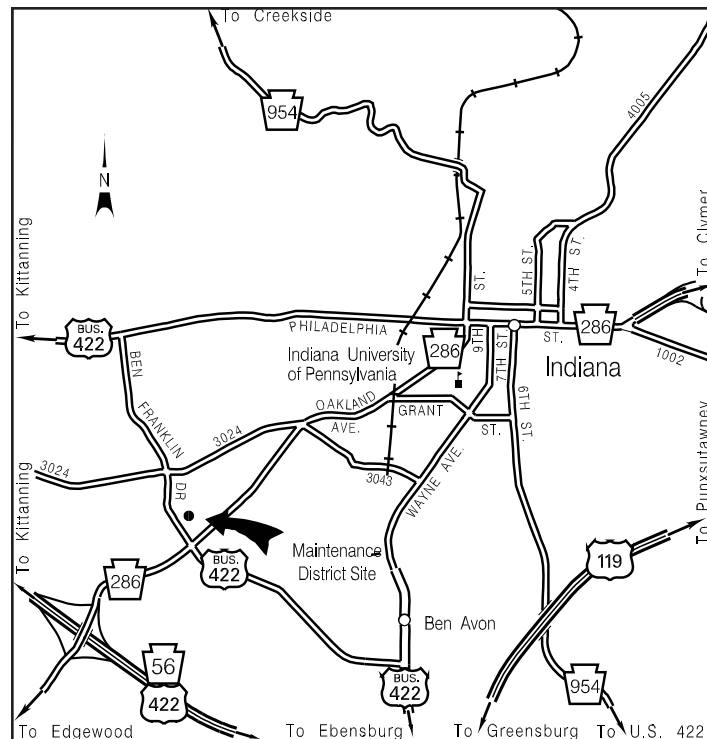 To Creekside
954
4005
N
To Kittanning
To Clymer
ST.
5TH ST.
4TH ST.
BUS.
422
PHILADELPHIA
286
9TH
7TH ST.
ST.
286
1002
Indiana University
of Pennsylvania
Indiana
BEN
FRANKLIN
DR
OAKLAND
AVE.
GRANT
ST.
6TH ST
3024
3024
3043
WAYNE AVE.
To Kittanning
To Punxsutawney
Maintenance
District Site
119
BUS.
422
286
Ben Avon
56
422
BUS.
422
954
To Edgewood
To Ebensburg
To Greensburg
To U.S. 422